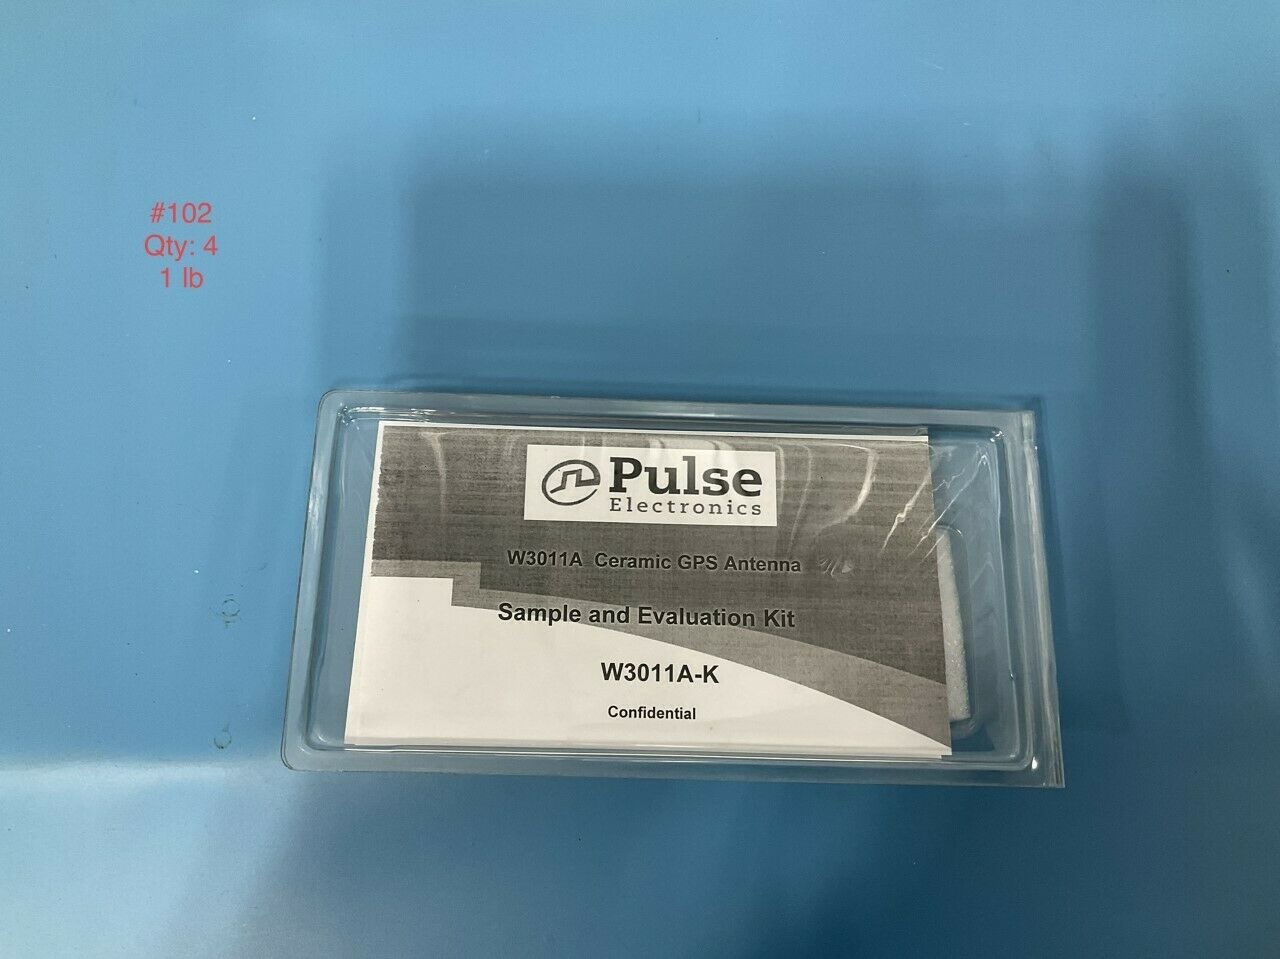 #102
Qty: 4
1 lb
Pulse
Electronics
W3011A Ceramic GPS Antenna
Sample and Evaluation Kit
W3011A-K
Confidential